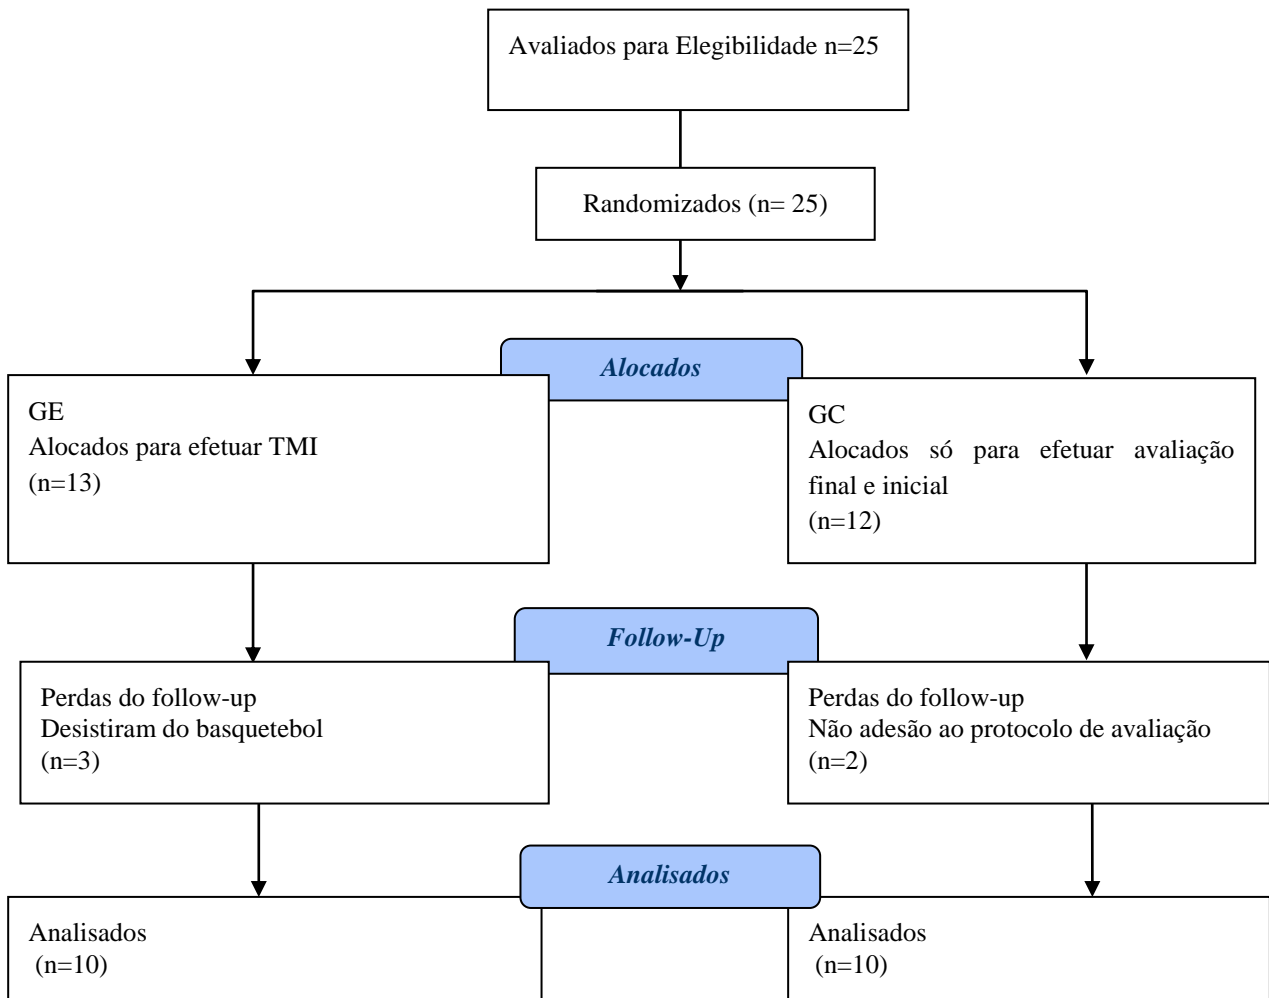 Avaliados para Elegibilidade n=25
Randomizados (n= 25)
Alocados
GE
Alocados para efetuar TMI
(n=13)
GC
Alocados só para efetuar avaliação
final e inicial
(n=12)
Follow-Up
Perdas do follow-up
Desistiram do basquetebol
(n=3)
Perdas do follow-up
Não adesão ao protocolo de avaliação
(n=2)
Analisados
Analisados
(n=10)
Analisados
(n=10)